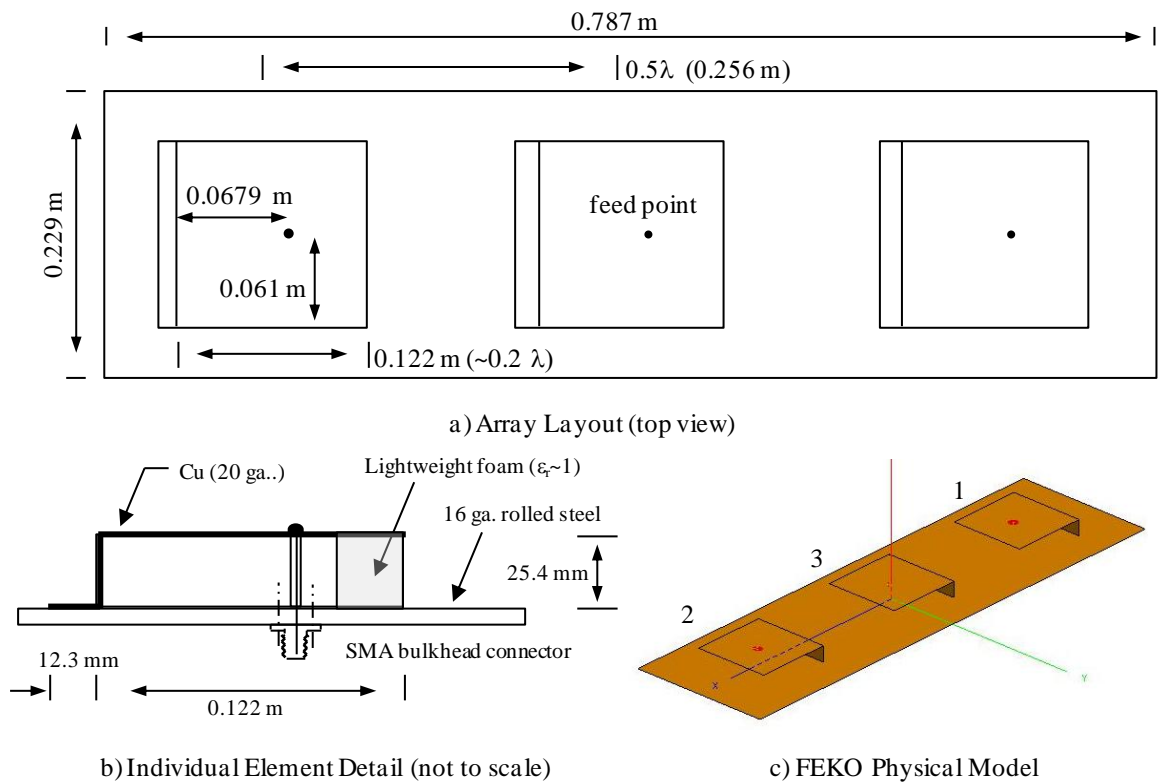 0.787 m
0.5λ (0.256 m)
0.0679 m
feed point
0.229 m
0.061 m
0.122 m (~0.2 λ)
a) Array Layout (top view)
Cu (20 ga..)
Lightweight foam (εr~1)
16 ga. rolled steel
25.4 mm
SMA bulkhead connector
12.3 mm
0.122 m
1
3
2
X
Y
b) Individual Element Detail (not to scale)
c) FEKO Physical Model